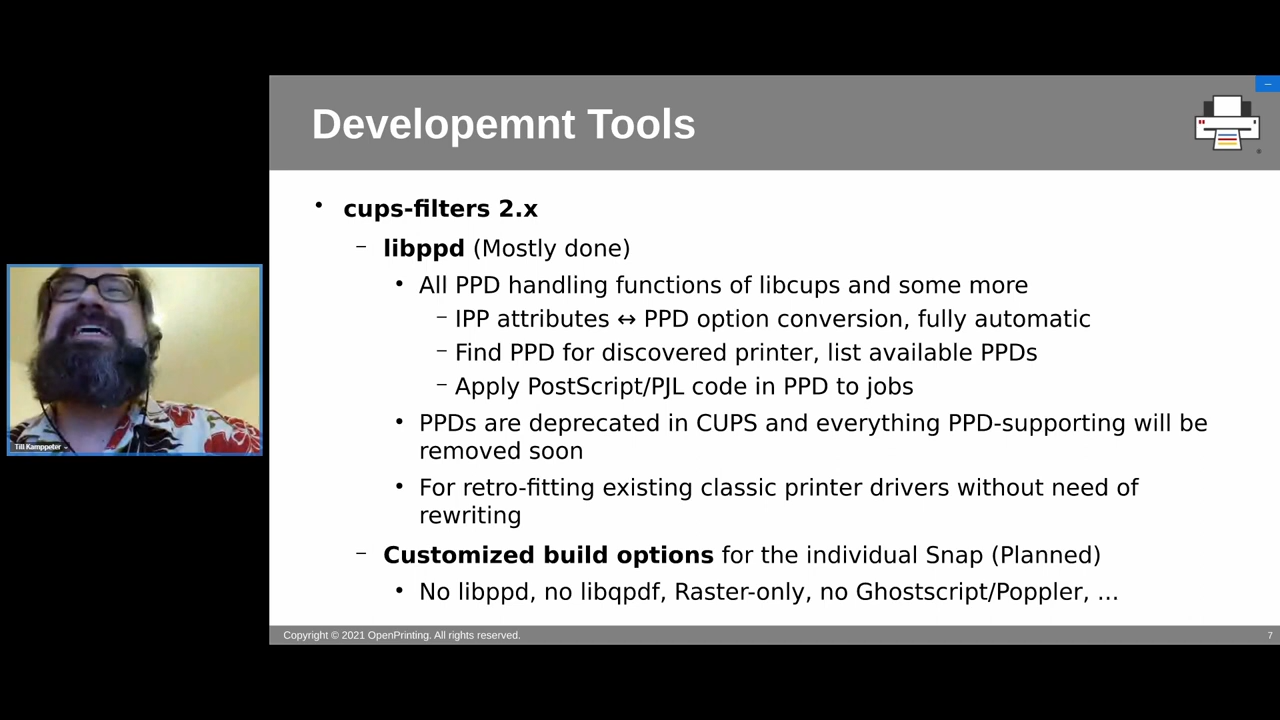 Developemnt Tools
• cups-filters 2.x
– libppd (Mostly done)
• All PPD handling functions of libcups and some more
– IPP attributes ↔ PPD option conversion, fully automatic
– Find PPD for discovered printer, list available PPDs
– Apply PostScript/PJL code in PPD to jobs
• PPDs are deprecated in CUPS and everything PPD-supporting will be
removed soon
• For retro-fitting existing classic printer drivers without need of
rewriting
– Customized build options for the individual Snap (Planned)
• No libppd, no libqpdf, Raster-only, no Ghostscript/Poppler, ...
Till Kamppeter
Copyright © 2021 OpenPrinting. All rights reserved.
7